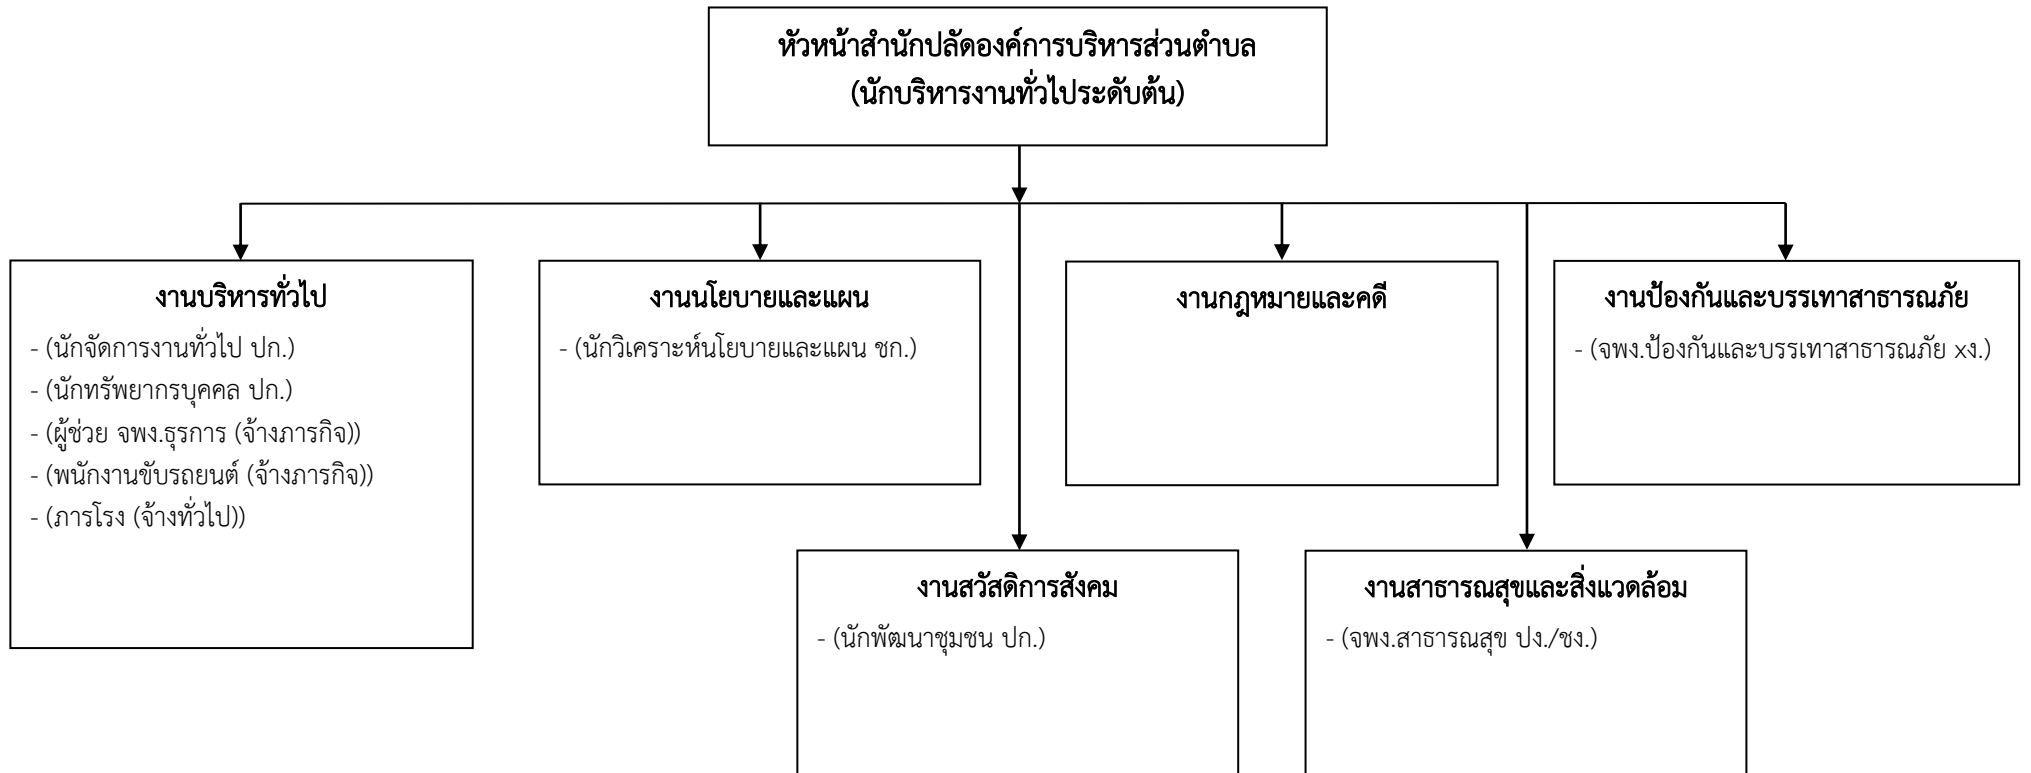 หัวหน้าสำนักปลัดองค์การบริหารส่วนตำบล
(นักบริหารงานทั่วไประดับต้น)
งานบริหารทั่วไป
- (นักจัดการงานทั่วไป ปก.)
- (นักทรัพยากรบุคคล ปก.)
- (ผู้ช่วย จพง.ธุรการ (จ้างภารกิจ))
- (พนักงานขับรถยนต์ (จ้างภารกิจ))
- (ภารโรง (จ้างทั่วไป))
งานนโยบายและแผน
- (นักวิเคราะห์นโยบายและแผน ชก.)
งานกฎหมายและคดี
งานป้องกันและบรรเทาสาธารณภัย
- (จพง.ป้องกันและบรรเทาสาธารณภัย xง.)
งานสวัสดิการสังคม
- (นักพัฒนาชุมชน ปก.)
งานสาธารณสุขและสิ่งแวดล้อม
- (จพง.สาธารณสุข ปง./ชง.)